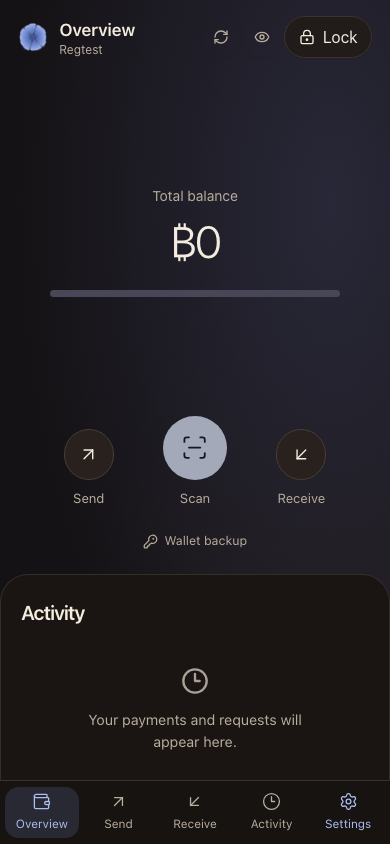 Overview
Regtest
Lock
Total balance
₿0
Send
Scan
Receive
Wallet backup
Activity
Your payments and requests will
appear here.
Overview
Send
Receive
Activity
Settings